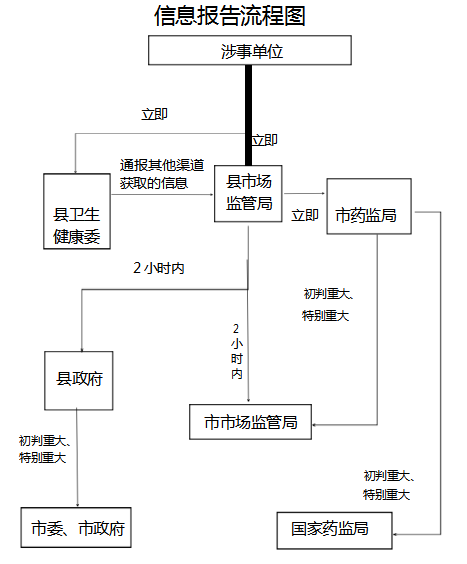 信息报告流程图
涉事单位
立即
立即
通报其他渠道
获取的信息
县市场
监管局
县卫生
健康委
立即
市药监局
2小时内
初判重大、
特别重大
2
小
时
内
县政府
市市场监管局
初判重大、
特别重大
初判重大、
特别重大
市委、市政府
国家药监局